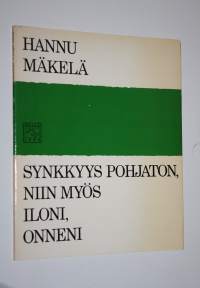 HANNU
MÄKELÄ
SYNKKYYS POHJATON,
NIIN MYÖS
ILONI,
ONNENI